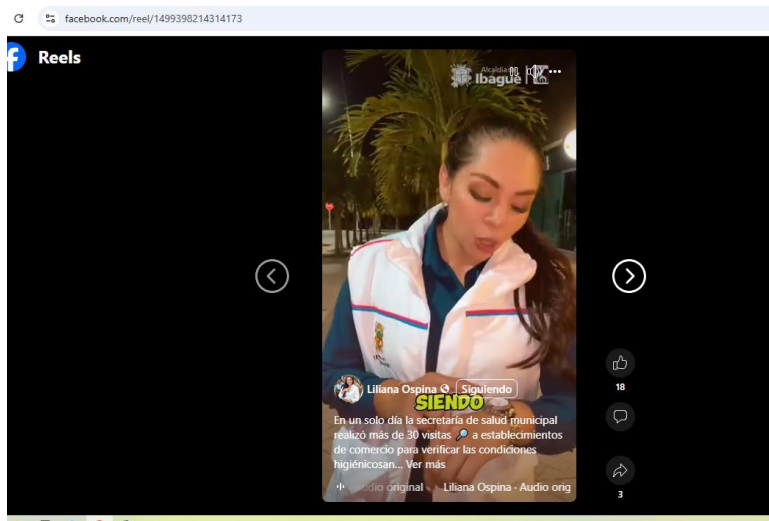 facebook.com/reel/1499398214314173
Reels
Alcaldía
Ibagué
Liliana Ospina
Siguiendo
SIENDO
En un solo día la secretaría de salud municipal
realizó más de 30 visitas 🔎 a establecimientos
de comercio para verificar las condiciones
higiénicosan... Ver más
audio original Liliana Ospina · Audio orig
18
3